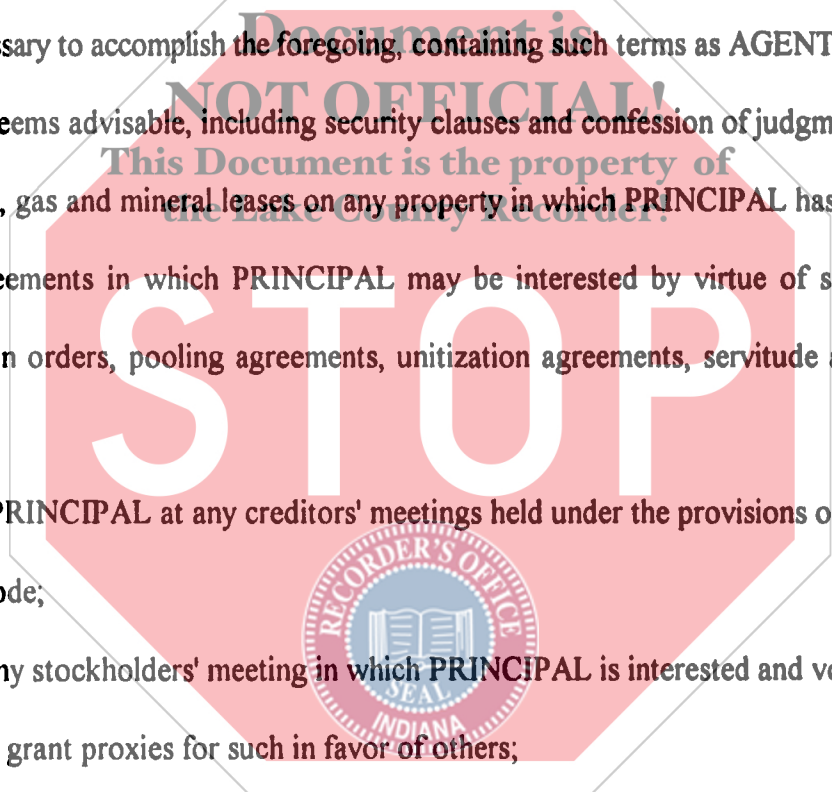 Document is
ssary to accomplish the foregoing, containing such terms as AGENT
NOT OFFICIAL!
eems advisable, including security clauses and confession of judgm
This Document is the property of
, gas and mineral leases on any property in which PRINCIPAL has
the Lake County Recorder!
eements in which PRINCIPAL may be interested by virtue of s
STOP
n orders, pooling agreements, unitization agreements, servitude a
PRINCIPAL at any creditors' meetings held under the provisions o
RECORDER'S OFFICE
ode;
ny stockholders' meeting in which PRINCIPAL is interested and v
SEAL
INDIANA
grant proxies for such in favor of others;